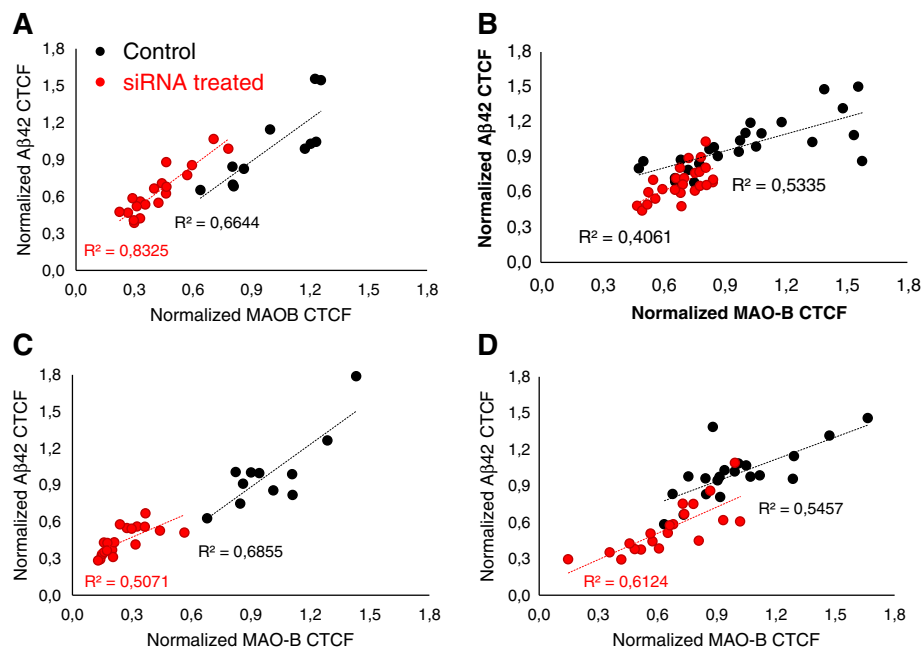 A
Control
siRNA treated
Normalized Aβ42 CTCF
1,8
1,5
1,2
0,9
0,6
0,3
0,0
R² = 0,6644
R² = 0,8325
0,0 0,3 0,6 0,9 1,2 1,5 1,8
Normalized MAOB CTCF
B
Normalized Aβ42 CTCF
1,8
1,5
1,2
0,9
0,6
0,3
0,0
R² = 0,5335
R² = 0,4061
0,0 0,3 0,6 0,9 1,2 1,5 1,8
Normalized MAO-B CTCF
C
Normalized Aβ42 CTCF
1,8
1,5
1,2
0,9
0,6
0,3
0,0
R² = 0,6855
R² = 0,5071
0,0 0,3 0,6 0,9 1,2 1,5 1,8
Normalized MAO-B CTCF
D
Normalized Aβ42 CTCF
1,8
1,5
1,2
0,9
0,6
0,3
0,0
R² = 0,5457
R² = 0,6124
0,0 0,3 0,6 0,9 1,2 1,5 1,8
Normalized MAO-B CTCF